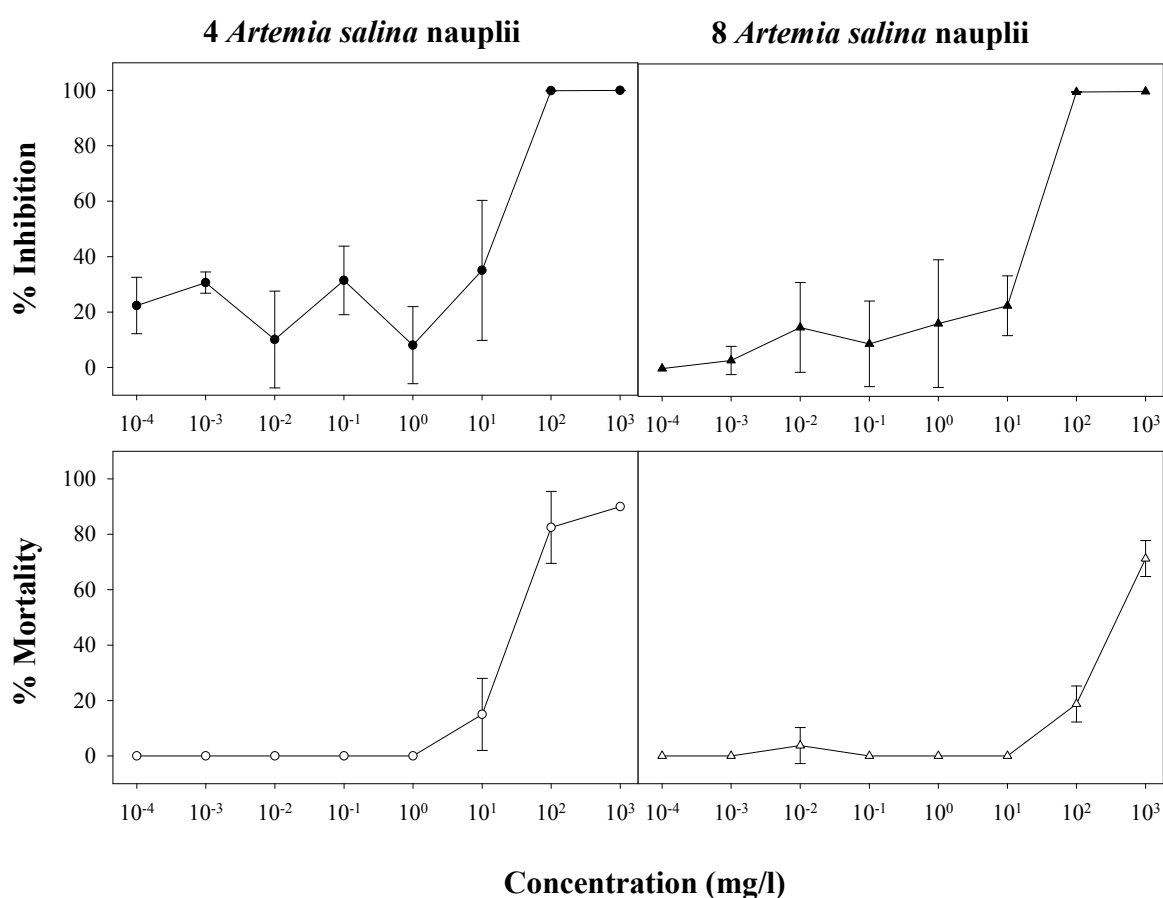 4 Artemia salina nauplii
8 Artemia salina nauplii
% Inhibition
100
80
60
40
20
0
10⁻⁴ 10⁻³ 10⁻² 10⁻¹ 10⁰ 10¹ 10² 10³
10⁻⁴ 10⁻³ 10⁻² 10⁻¹ 10⁰ 10¹ 10² 10³
% Mortality
100
80
60
40
20
0
10⁻⁴ 10⁻³ 10⁻² 10⁻¹ 10⁰ 10¹ 10² 10³
10⁻⁴ 10⁻³ 10⁻² 10⁻¹ 10⁰ 10¹ 10² 10³
Concentration (mg/l)